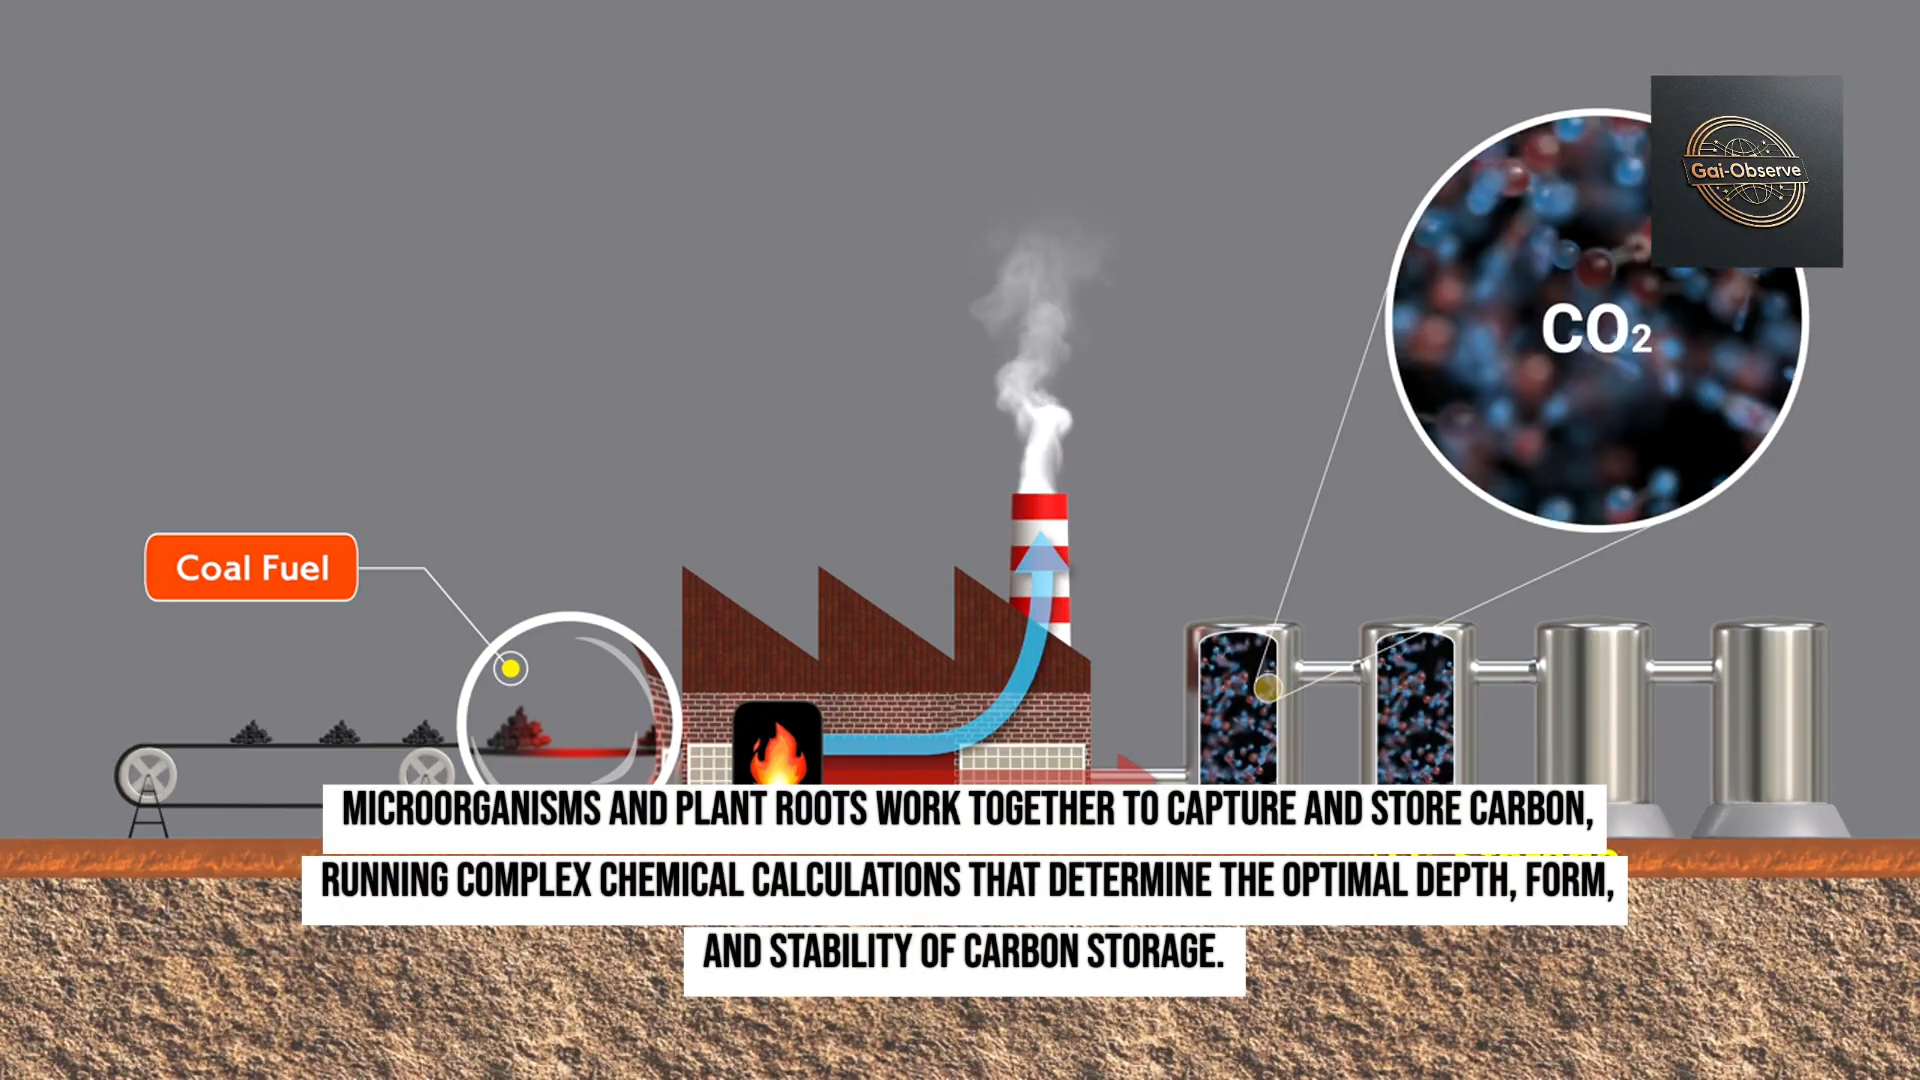 Gai-Observe
CO₂
Coal Fuel
MICROORGANISMS AND PLANT ROOTS WORK TOGETHER TO CAPTURE AND STORE CARBON,
RUNNING COMPLEX CHEMICAL CALCULATIONS THAT DETERMINE THE OPTIMAL DEPTH, FORM,
AND STABILITY OF CARBON STORAGE.